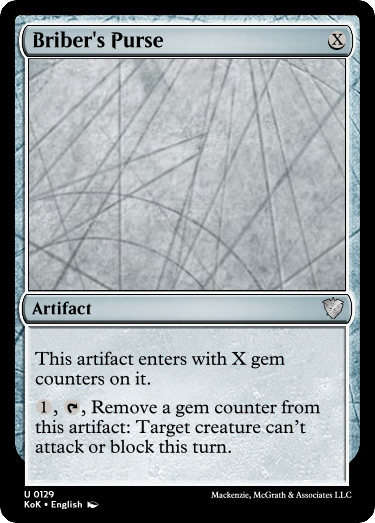 Briber's Purse X
Artifact
This artifact enters with X gem
counters on it.
1, , Remove a gem counter from
this artifact: Target creature can't
attack or block this turn.
U 0129
KoK • English
Mackenzie, McGrath & Associates LLC